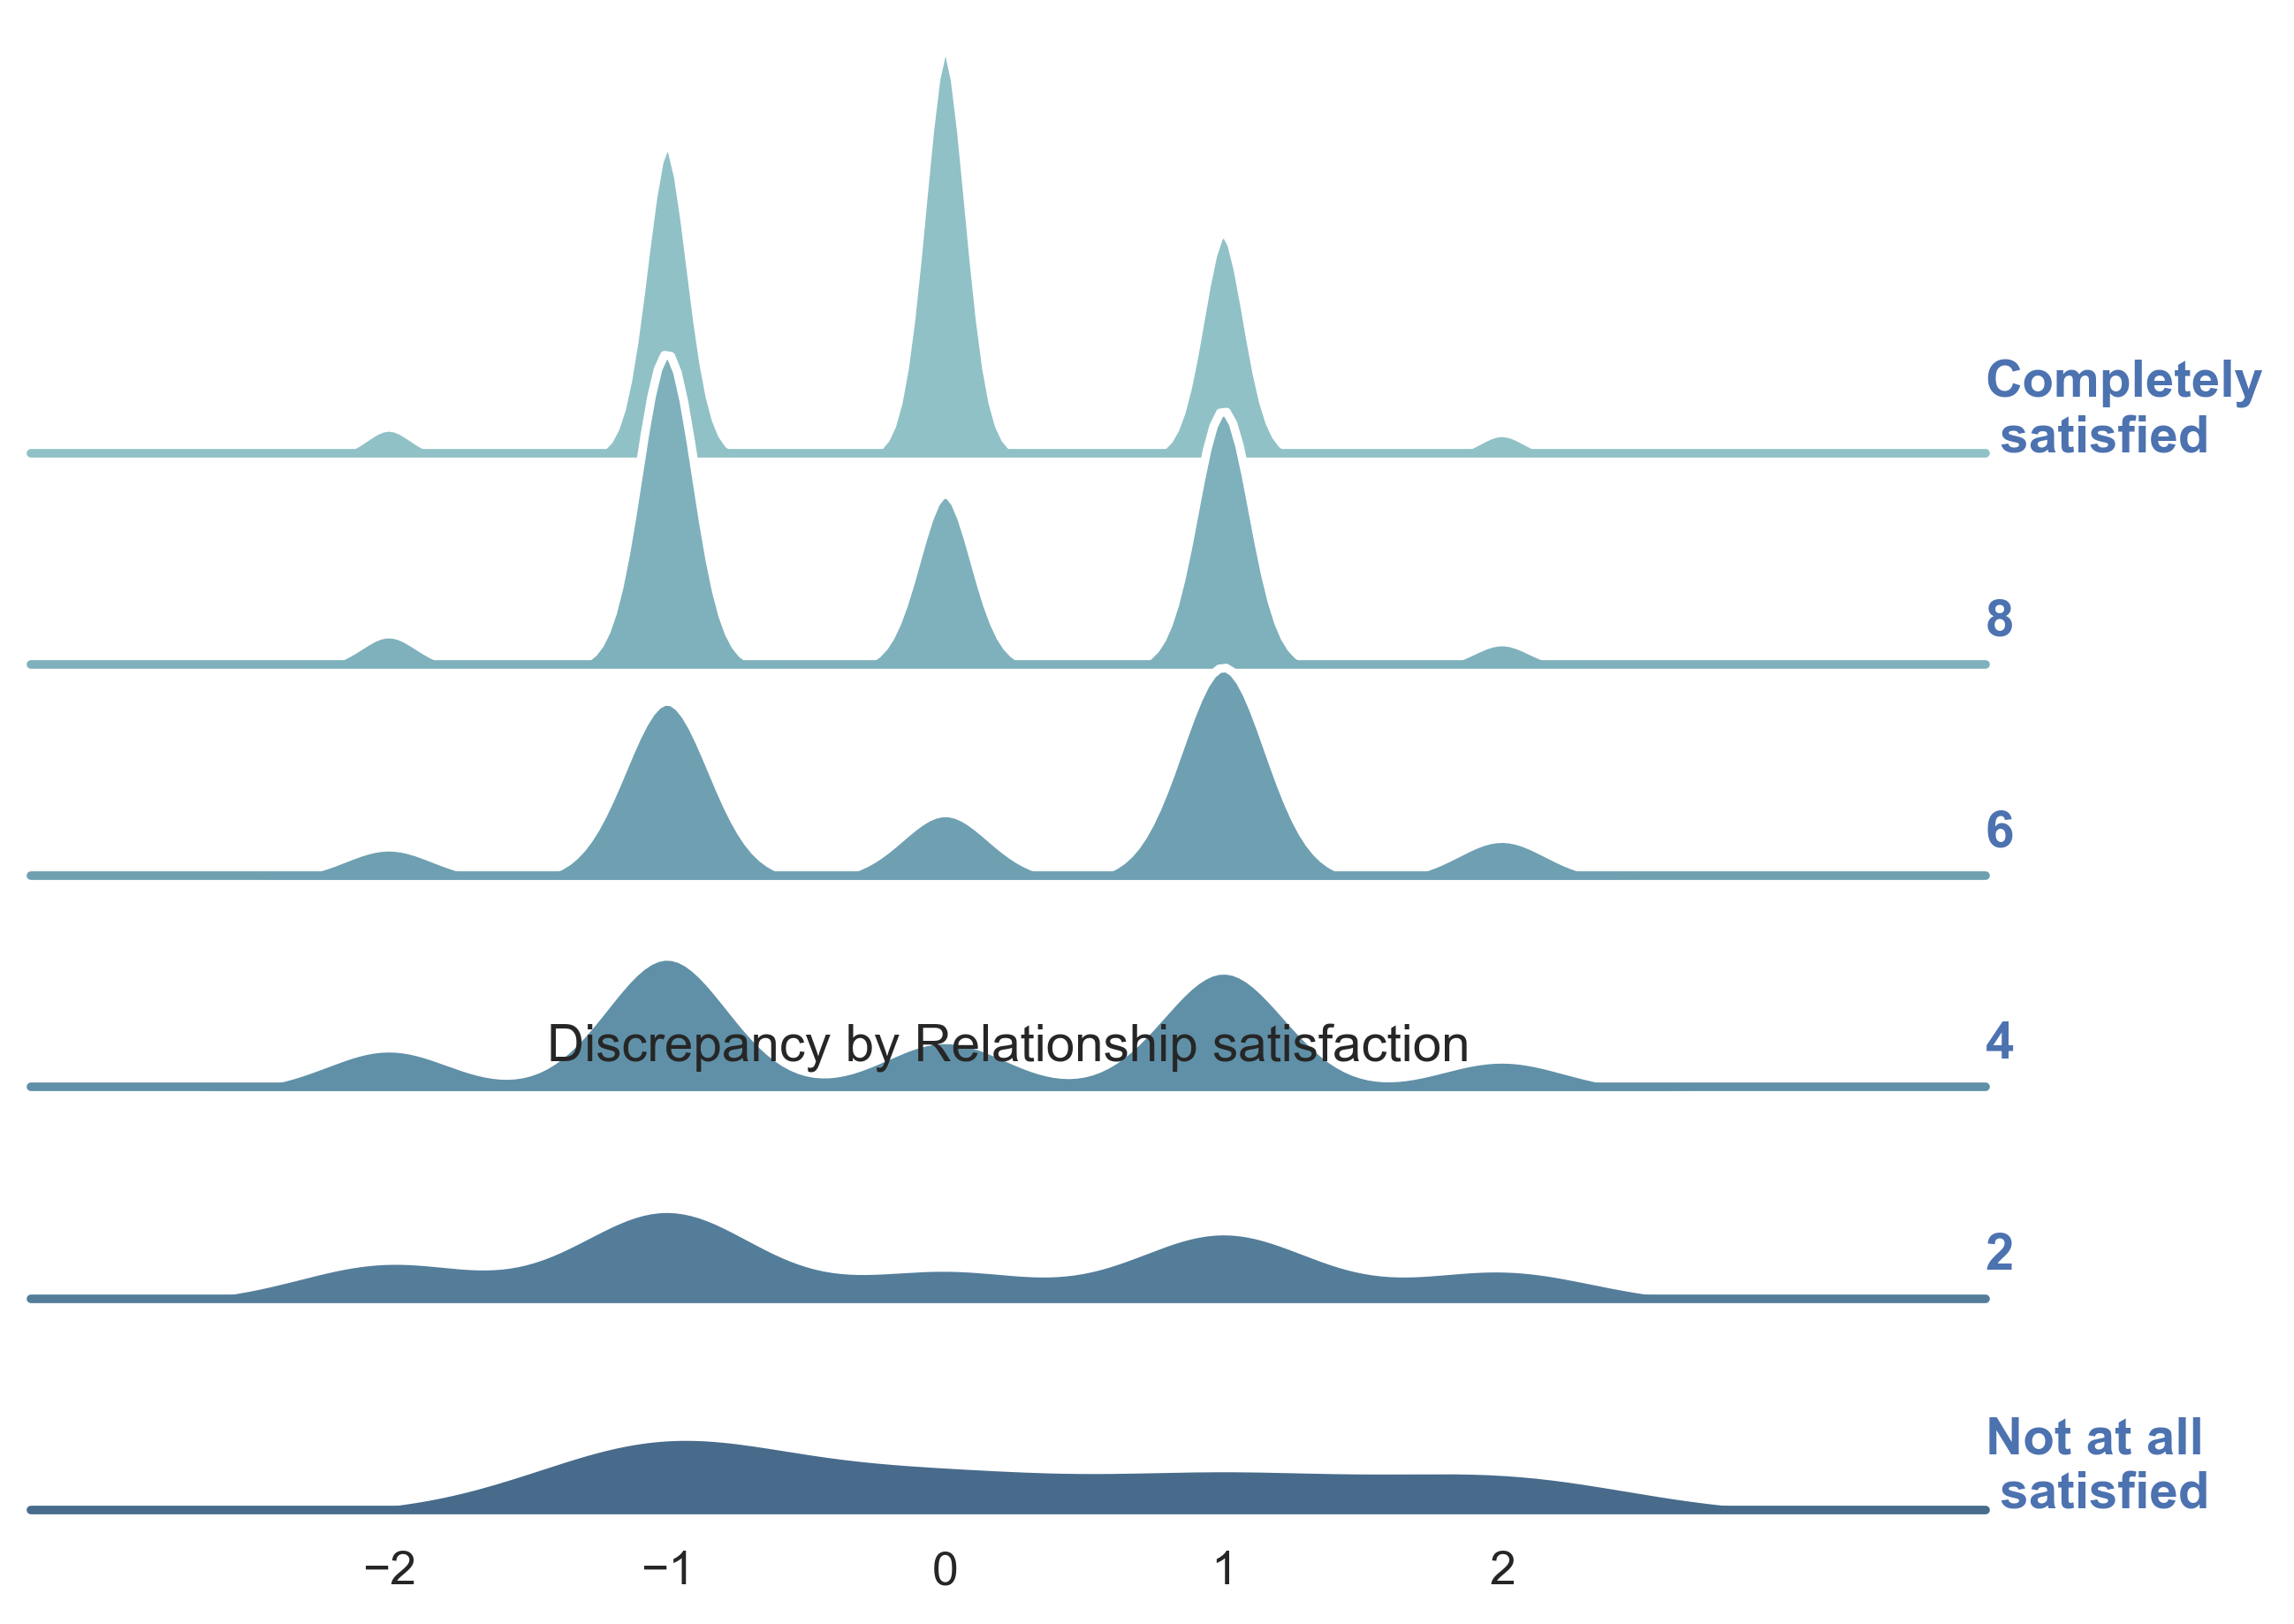 Completely
satisfied
8
6
4
Discrepancy by Relationship satisfaction
2
Not at all
satisfied
−2 −1 0 1 2